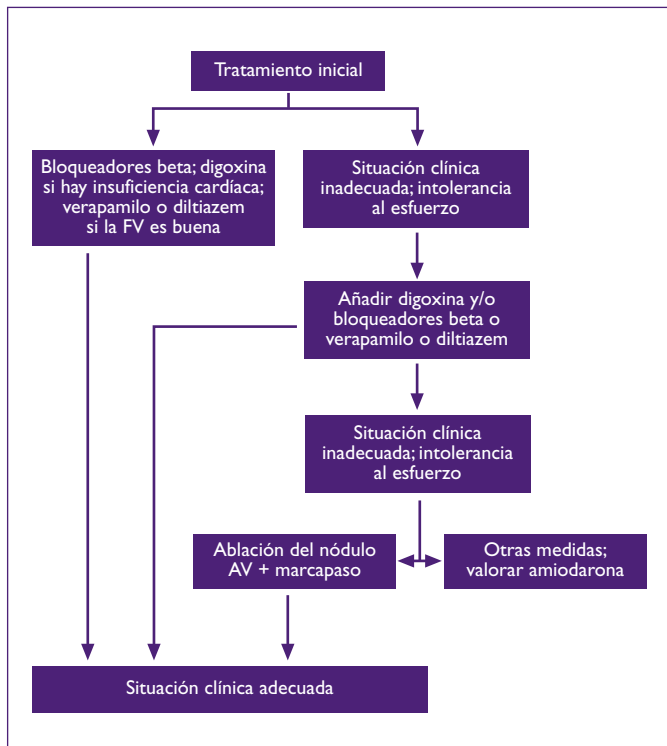 Tratamiento inicial
Bloqueadores beta; digoxina
si hay insuficiencia cardíaca;
verapamilo o diltiazem
si la FV es buena
Situación clínica
inadecuada; intolerancia
al esfuerzo
Añadir digoxina y/o
bloqueadores beta o
verapamilo o diltiazem
Situación clínica
inadecuada; intolerancia
al esfuerzo
Ablación del nódulo
AV + marcapaso
Otras medidas;
valorar amiodarona
Situación clínica adecuada